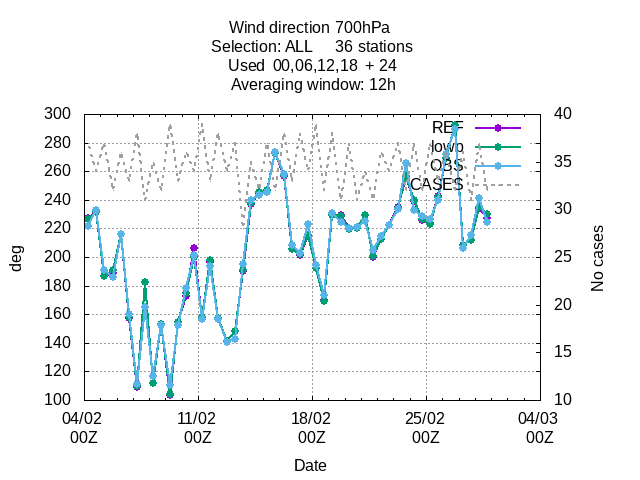 Wind direction 700hPa
Selection: ALL 36 stations
Used 00,06,12,18 + 24
Averaging window: 12h
300
280
260
240
220
200
180
160
140
120
100
deg
40
35
30
25
20
15
10
No cases
REF
lowp
OBS
CASES
04/02 11/02 18/02 25/02 04/03
00Z 00Z 00Z 00Z 00Z
Date